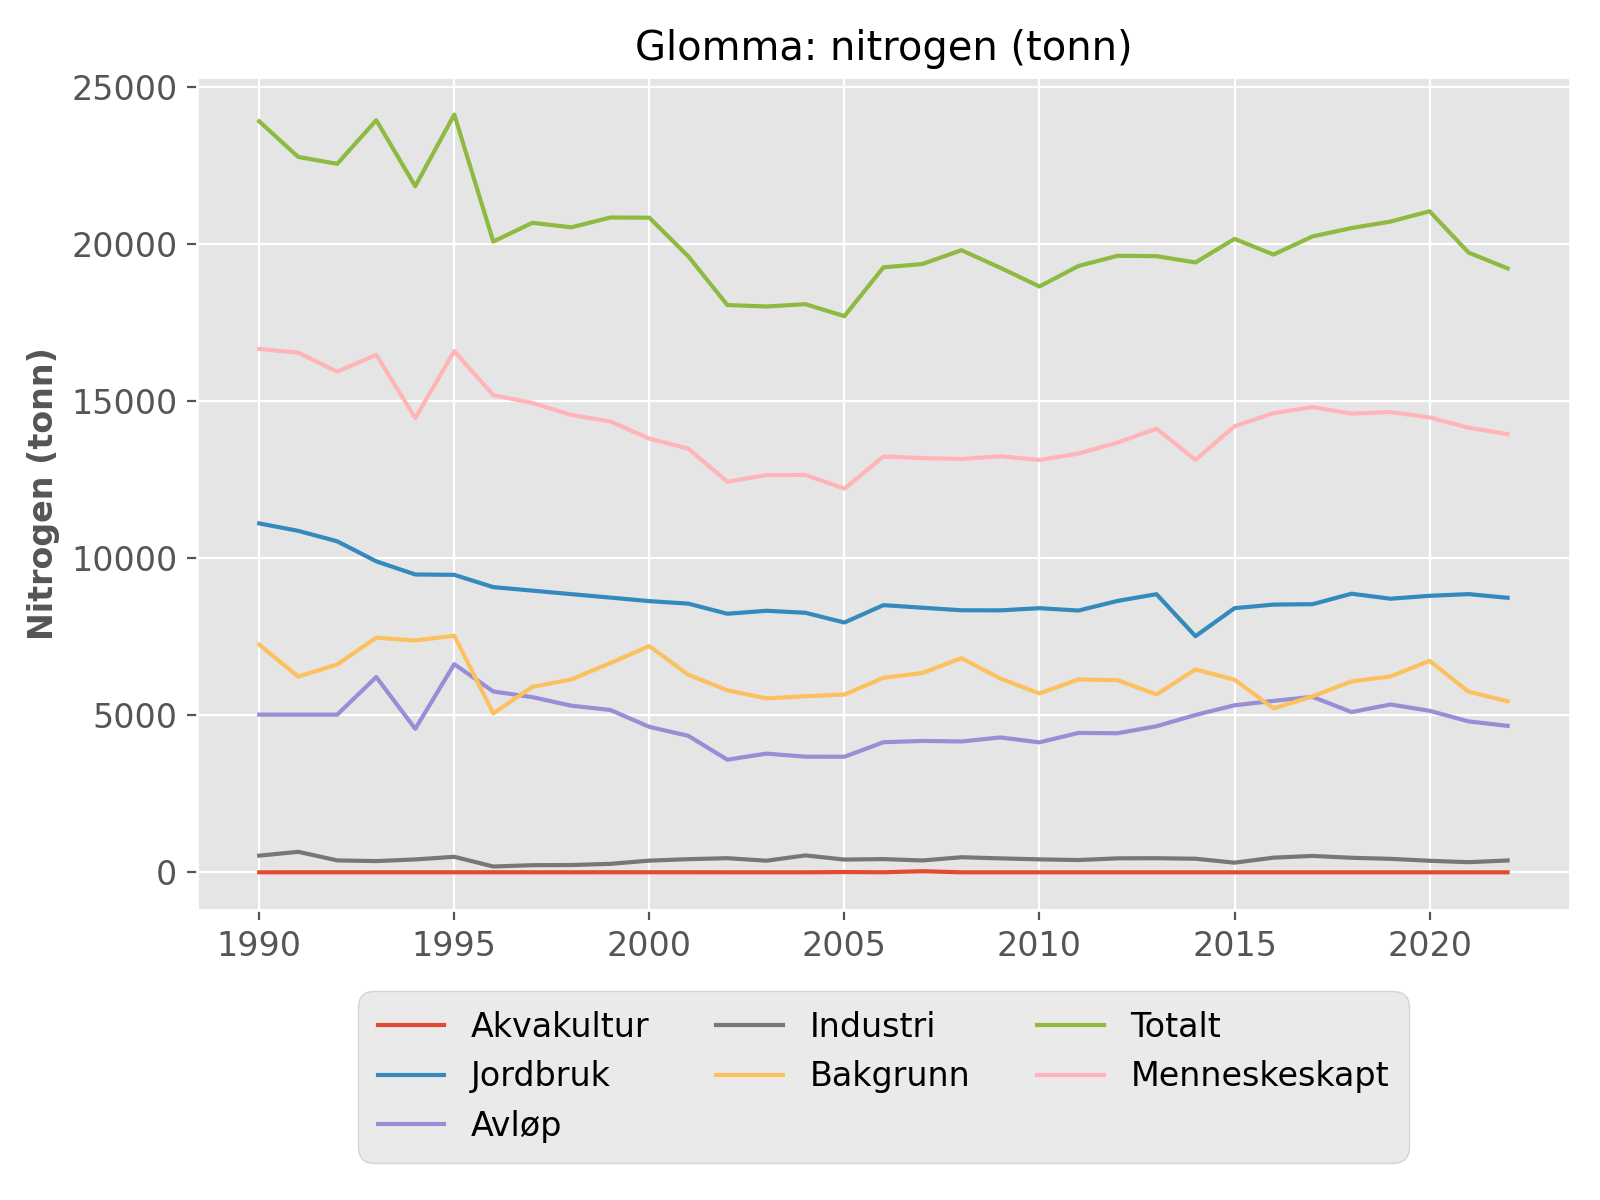 Glomma: nitrogen (tonn)
Nitrogen (tonn)
25000
20000
15000
10000
5000
0
1990 1995 2000 2005 2010 2015 2020
Akvakultur Industri Totalt
Jordbruk Bakgrunn Menneskeskapt
Avløp